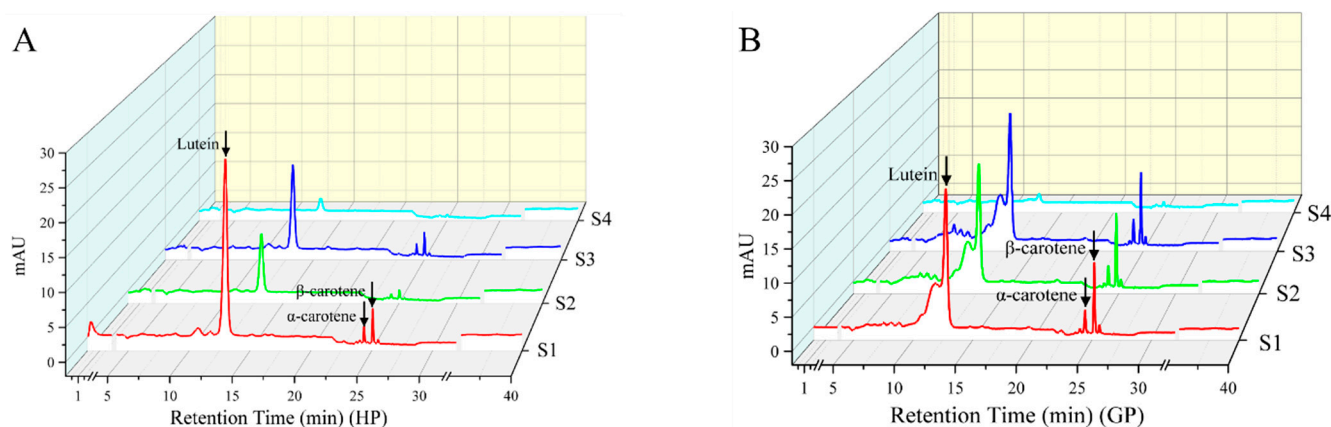 A
mAU
30
25
20
15
10
5
0
Lutein
β-carotene
α-carotene
S4
S3
S2
S1
1 5 10 15 20 25 30 40
Retention Time (min) (HP)
B
mAU
30
25
20
15
10
5
0
Lutein
β-carotene
α-carotene
S4
S3
S2
S1
1 5 10 15 20 25 30 40
Retention Time (min) (GP)